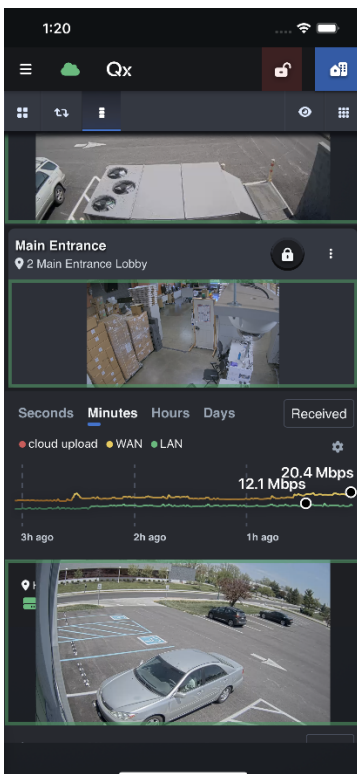 1:20
Qx
Main Entrance
2 Main Entrance Lobby
Seconds Minutes Hours Days Received
cloud upload WAN LAN
20.4 Mbps
12.1 Mbps
3h ago 2h ago 1h ago